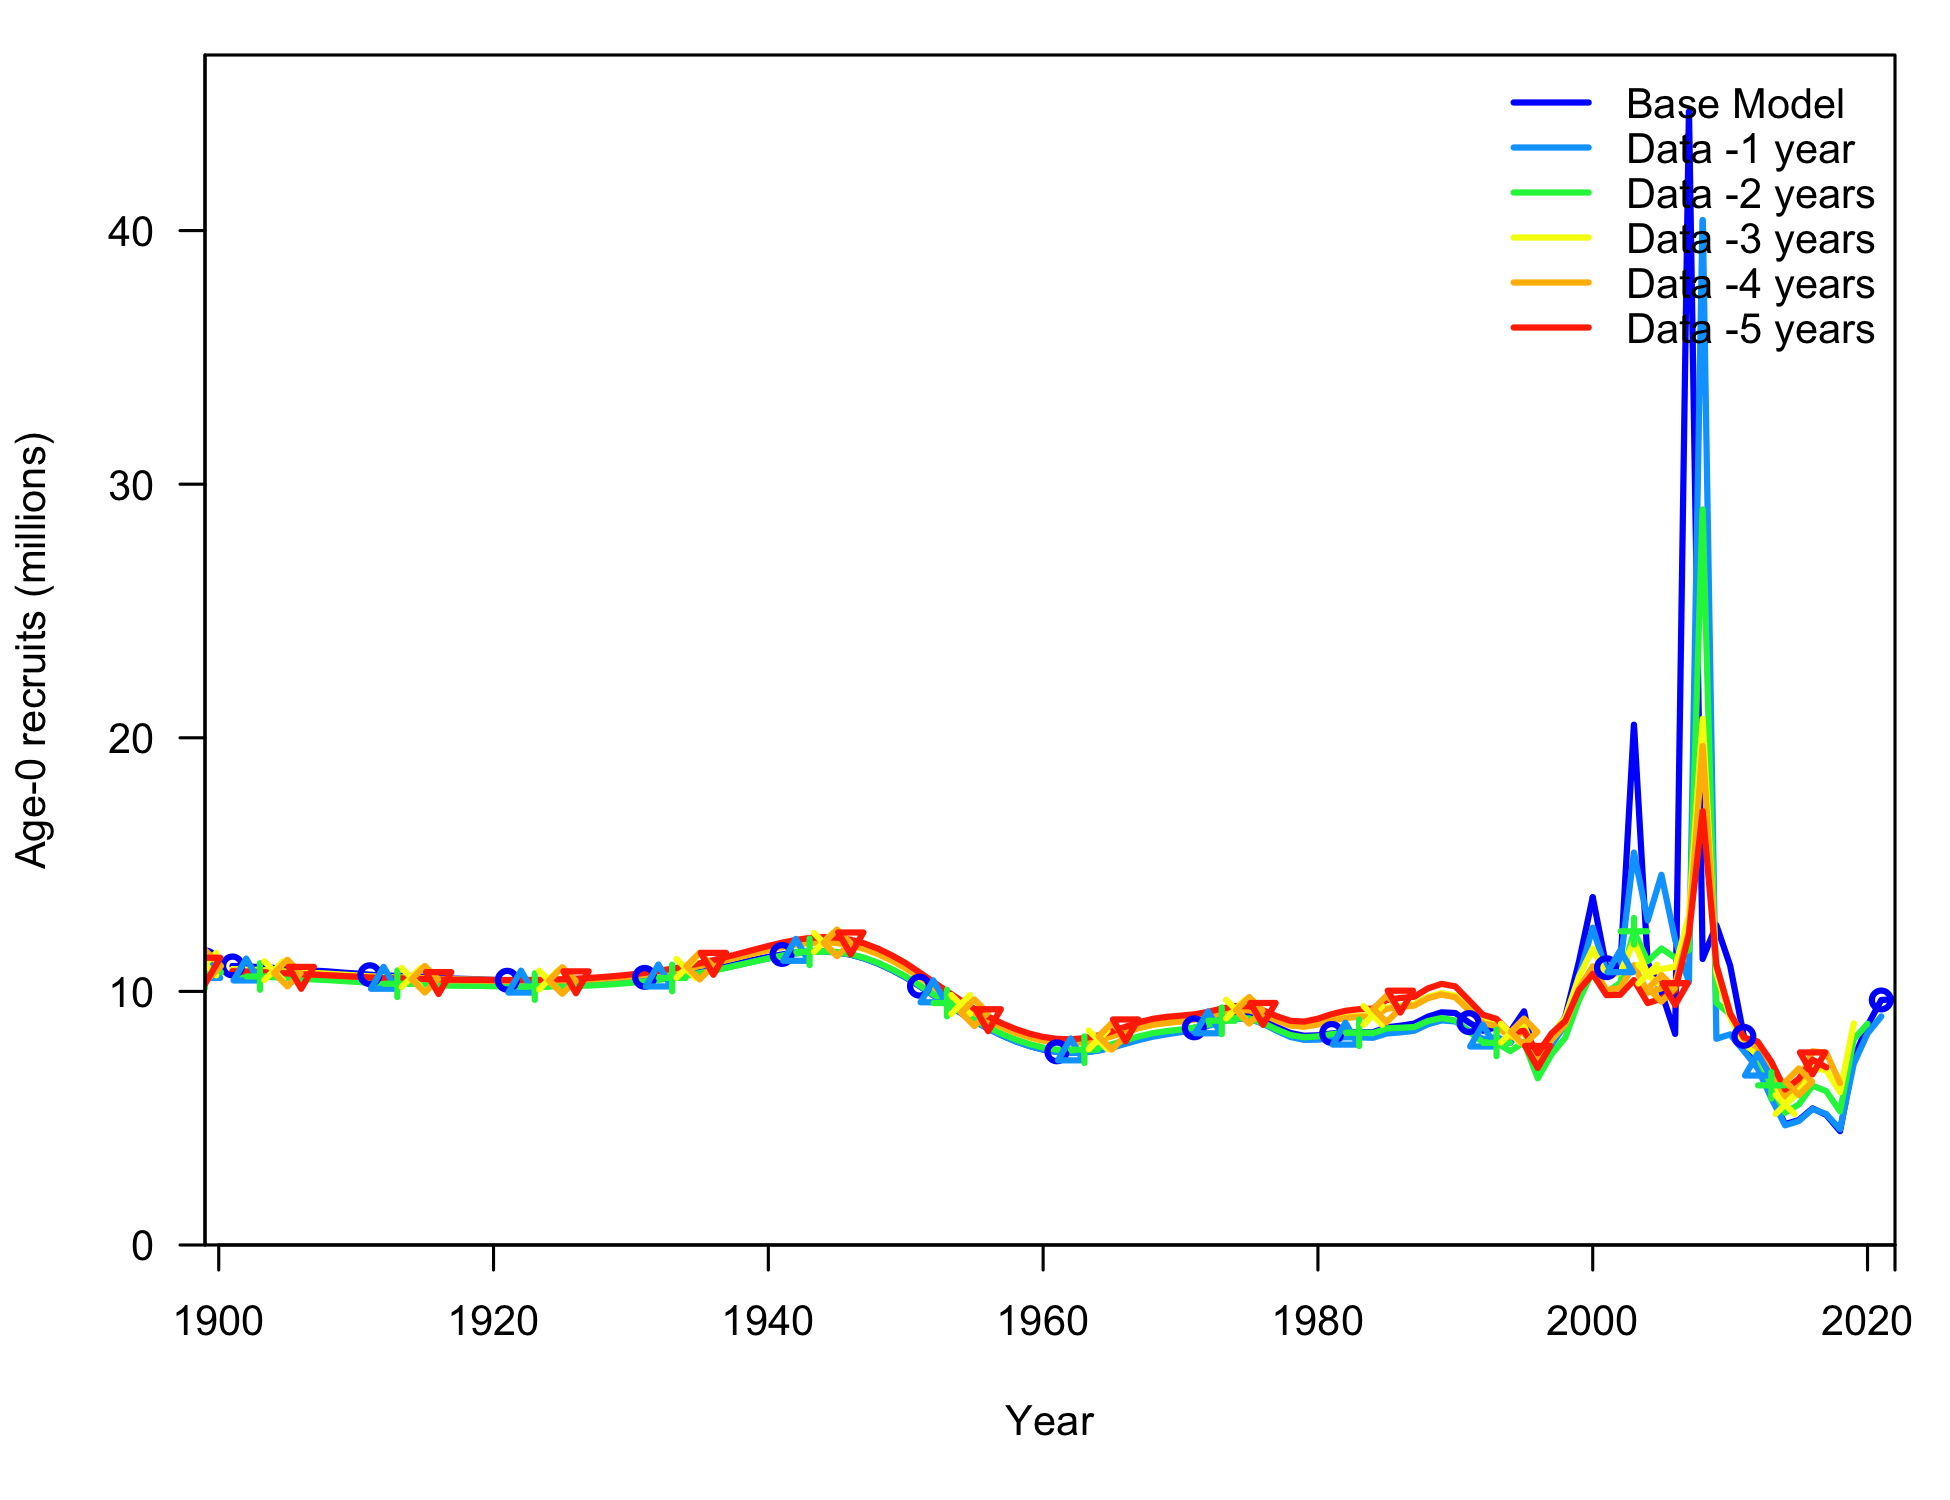 Base Model
Data -1 year
Data -2 years
Data -3 years
Data -4 years
Data -5 years
40
30
20
10
0
Age-0 recruits (millions)
1900 1920 1940 1960 1980 2000 2020
Year